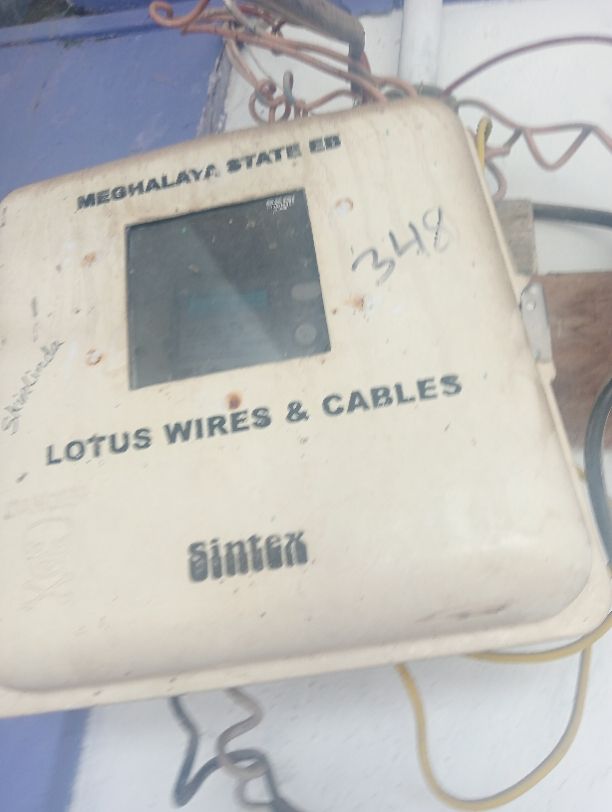 MEGHALAYA STATE EB
348
LOTUS WIRES & CABLES
sintex